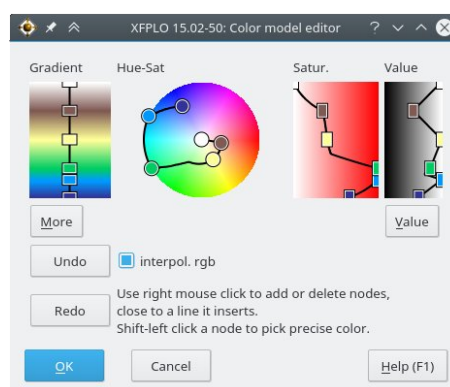 XFPLO 15.02-50: Color model editor
Gradient Hue-Sat Satur. Value
More Value
Undo interpol. rgb
Redo
Use right mouse click to add or delete nodes,
close to a line it inserts.
Shift-left click a node to pick precise color.
OK Cancel Help (F1)